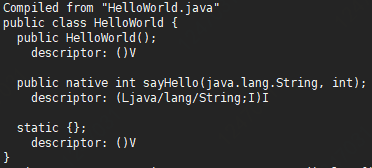 Compiled from "HelloWorld.java"
public class HelloWorld {
  public HelloWorld();
    descriptor: ()V

  public native int sayHello(java.lang.String, int);
    descriptor: (Ljava/lang/String;I)I

  static {};
    descriptor: ()V
}